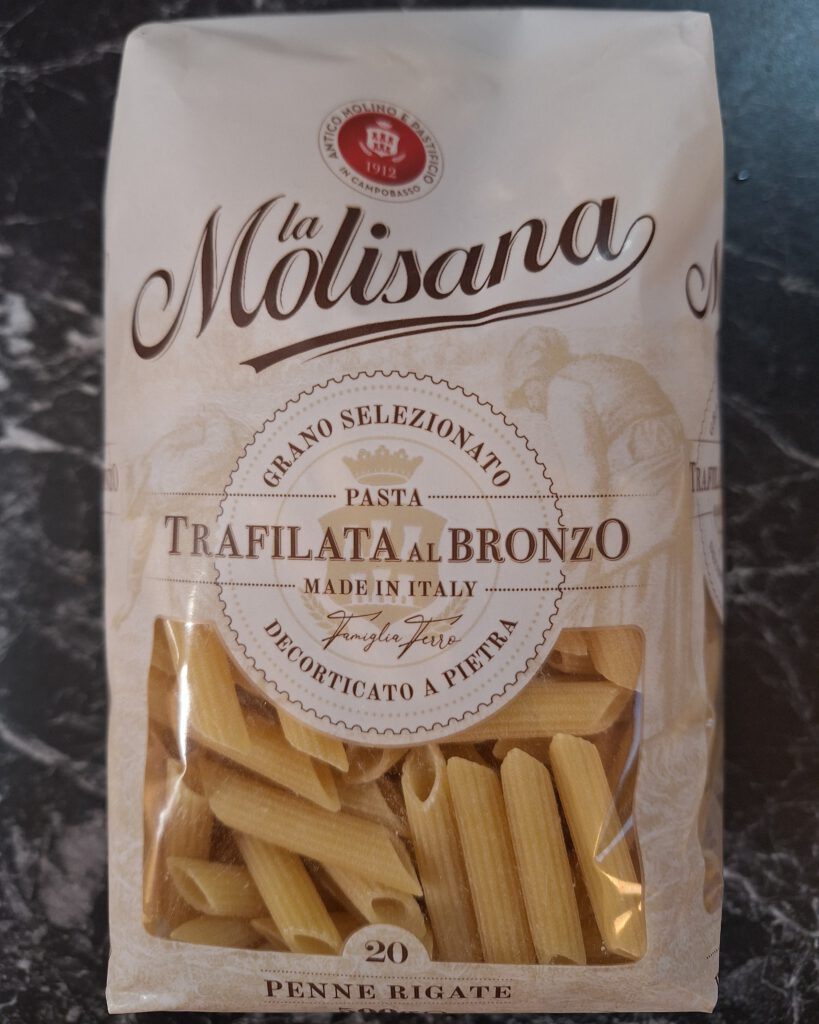 ANTICO MOLINO E PASTIFICIO
1912
IN CAMPOBASSO
la
Molisana
GRANO SELEZIONATO
PASTA
TRAFILATA AL BRONZO
MADE IN ITALY
Famiglia Ferro
DECORTICATO A PIETRA
20
PENNE RIGATE